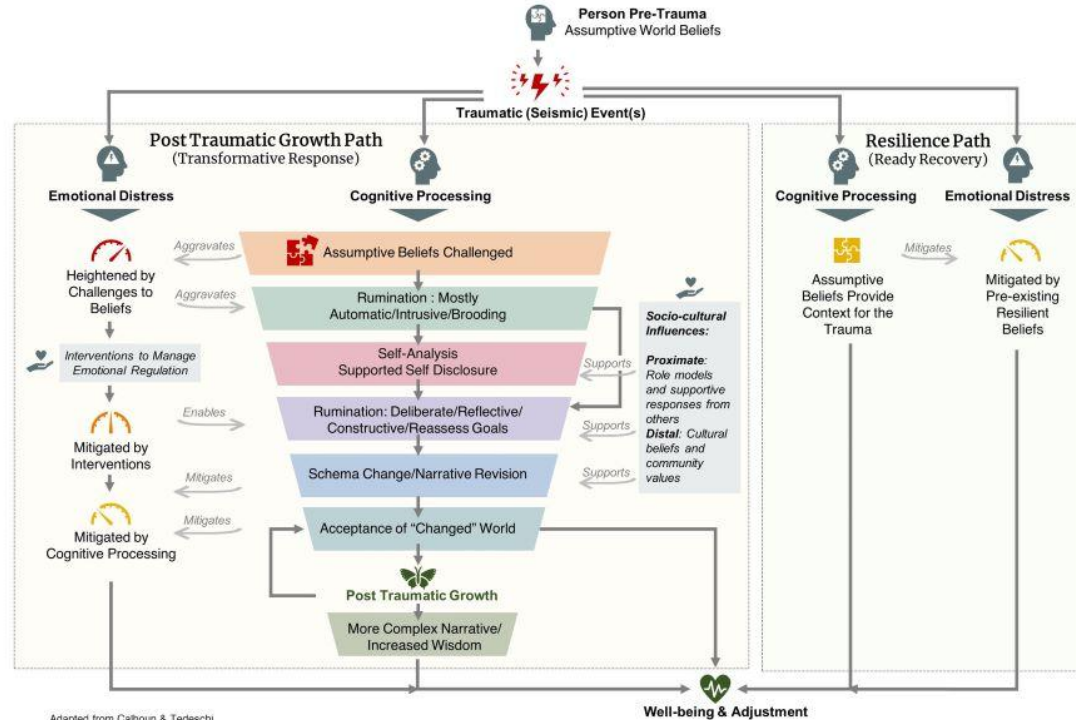 Person Pre-Trauma
Assumptive World Beliefs
Traumatic (Seismic) Event(s)
Post Traumatic Growth Path
(Transformative Response)
Emotional Distress
Cognitive Processing
Aggravates
Assumptive Beliefs Challenged
Heightened by
Challenges to
Beliefs
Aggravates
Rumination : Mostly
Automatic/Intrusive/Brooding
Interventions to Manage
Emotional Regulation
Self-Analysis
Supported Self Disclosure
Supports
Enables
Rumination: Deliberate/Reflective/
Constructive/Reassess Goals
Supports
Mitigated by
Interventions
Mitigates
Schema Change/Narrative Revision
Supports
Mitigates
Acceptance of “Changed” World
Mitigated by
Cognitive Processing
Post Traumatic Growth
More Complex Narrative/
Increased Wisdom
Socio-cultural
Influences:
Proximate:
Role models
and supportive
responses from
others
Distal: Cultural
beliefs and
community
values
Resilience Path
(Ready Recovery)
Cognitive Processing
Emotional Distress
Mitigates
Assumptive
Beliefs Provide
Context for the
Trauma
Mitigated by
Pre-existing
Resilient
Beliefs
Well-being & Adjustment
Adapted from Calhoun & Tedeschi